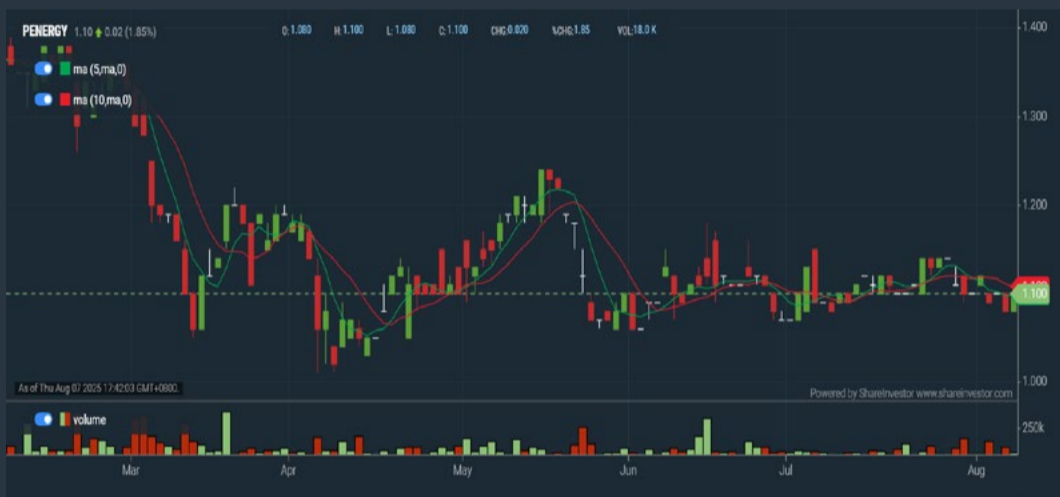 PENERGY 1.10 0.02 (1.85%) O: 1.080 H: 1.100 L: 1.080 C: 1.100 CHG:0.020 %CHG:1.85 VOL:18.0 K
1.400
ma (5,ma,0)
ma (10,ma,0)
1.300
1.200
1.100
1.000
As of Thu Aug 07 2025 17:42:03 GMT+0800.
Powered by ShareInvestor www.shareinvestor.com
volume
250k
Mar Apr May Jun Jul Aug